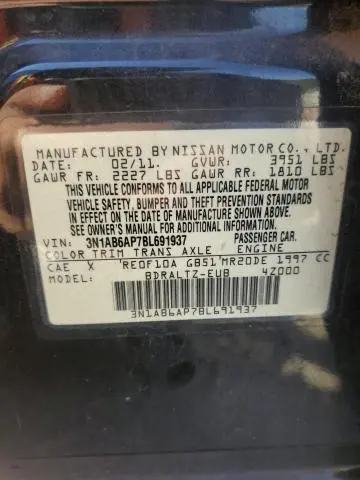 MANUFACTURED BY NISSAN MOTOR CO., LTD.
DATE: 02/11. GVWR: 3951 LBS
GAWR FR: 2227 LBS GAWR RR: 1810 LBS
THIS VEHICLE CONFORMS TO ALL APPLICABLE FEDERAL MOTOR
VEHICLE SAFETY, BUMPER AND THEFT PREVENTION STANDARDS
IN EFFECT ON THE DATE OF MANUFACTURE SHOWN ABOVE.
SEE OWNER'S MANUAL AND ADDITIONAL INFO.
VIN: 3N1AB6AP7BL691937 PASSENGER CAR.
COLOR TRIM TRANS AXLE ENGINE
CAE X RE0F10A GB51 MR20DE 1997 CC
MODEL: BDRALTZ-EUB 4Z000
3N1AB6AP7BL691937